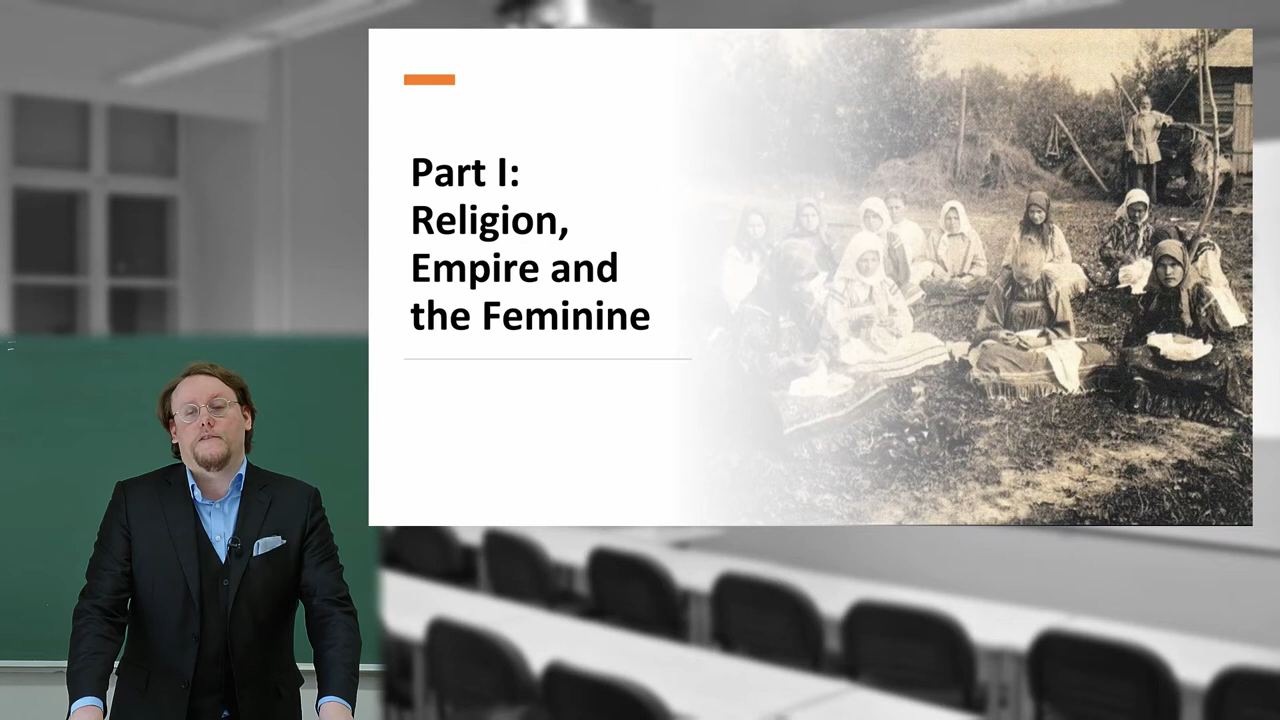 Part I:
Religion,
Empire and
the Feminine